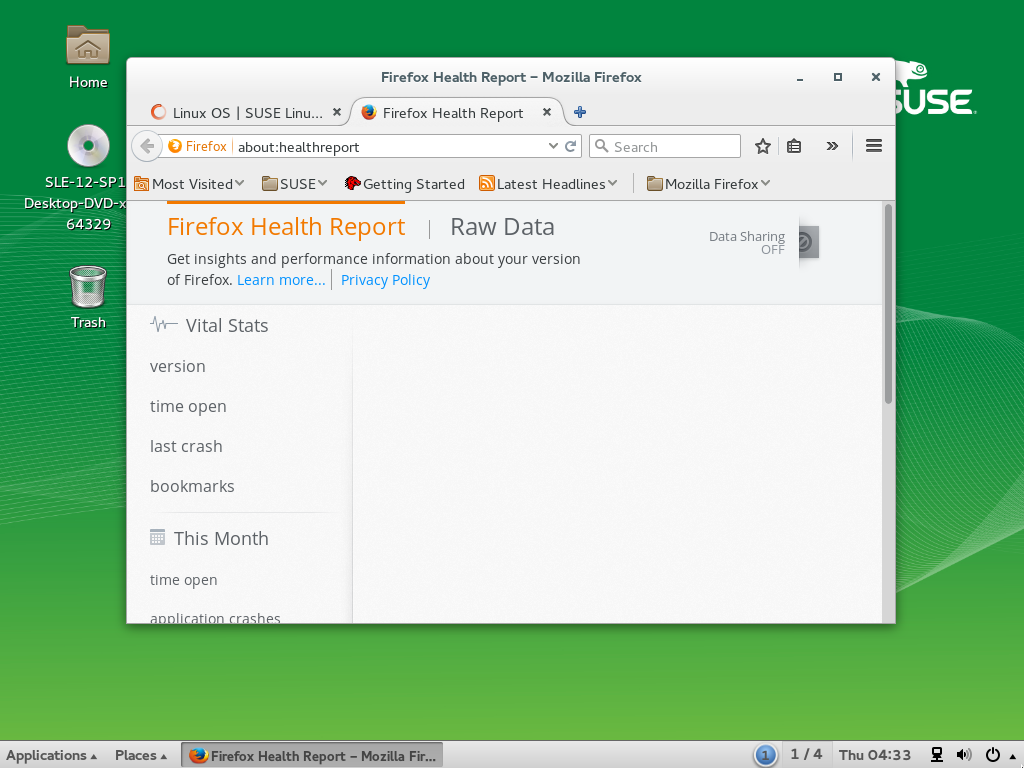 Home
SLE-12-SP1
Desktop-DVD-x
64329
Trash
SUSE
Firefox Health Report – Mozilla Firefox
Linux OS | SUSE Linu...
Firefox Health Report
Firefox
about:healthreport
Search
Most Visited
SUSE
Getting Started
Latest Headlines
Mozilla Firefox
Firefox Health Report
Raw Data
Data Sharing
OFF
Get insights and performance information about your version
of Firefox. Learn more... Privacy Policy
Vital Stats
version
time open
last crash
bookmarks
This Month
time open
application crashes
Applications
Places
Firefox Health Report – Mozilla Fir...
1
1 / 4
Thu 04:33